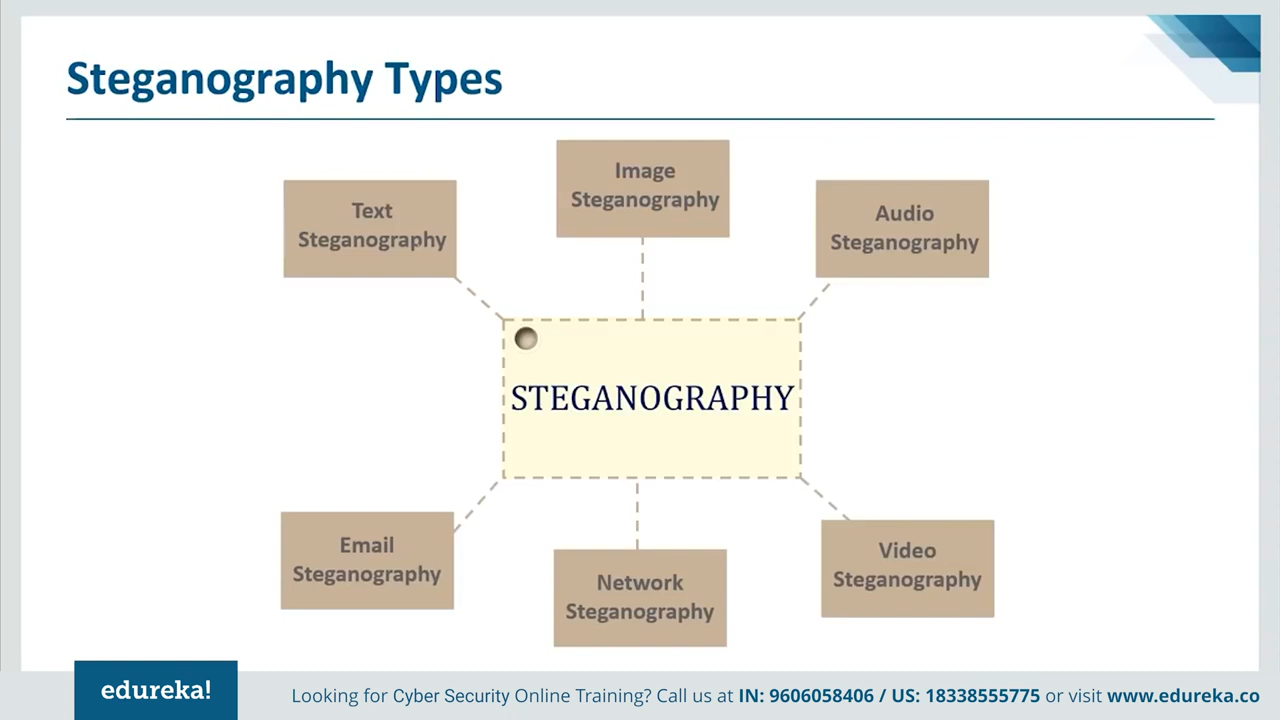 Steganography Types
Image
Steganography
Text
Steganography
Audio
Steganography
STEGANOGRAPHY
Email
Steganography
Network
Steganography
Video
Steganography
edureka!
Looking for Cyber Security Online Training? Call us at IN: 9606058406 / US: 18338555775 or visit www.edureka.co